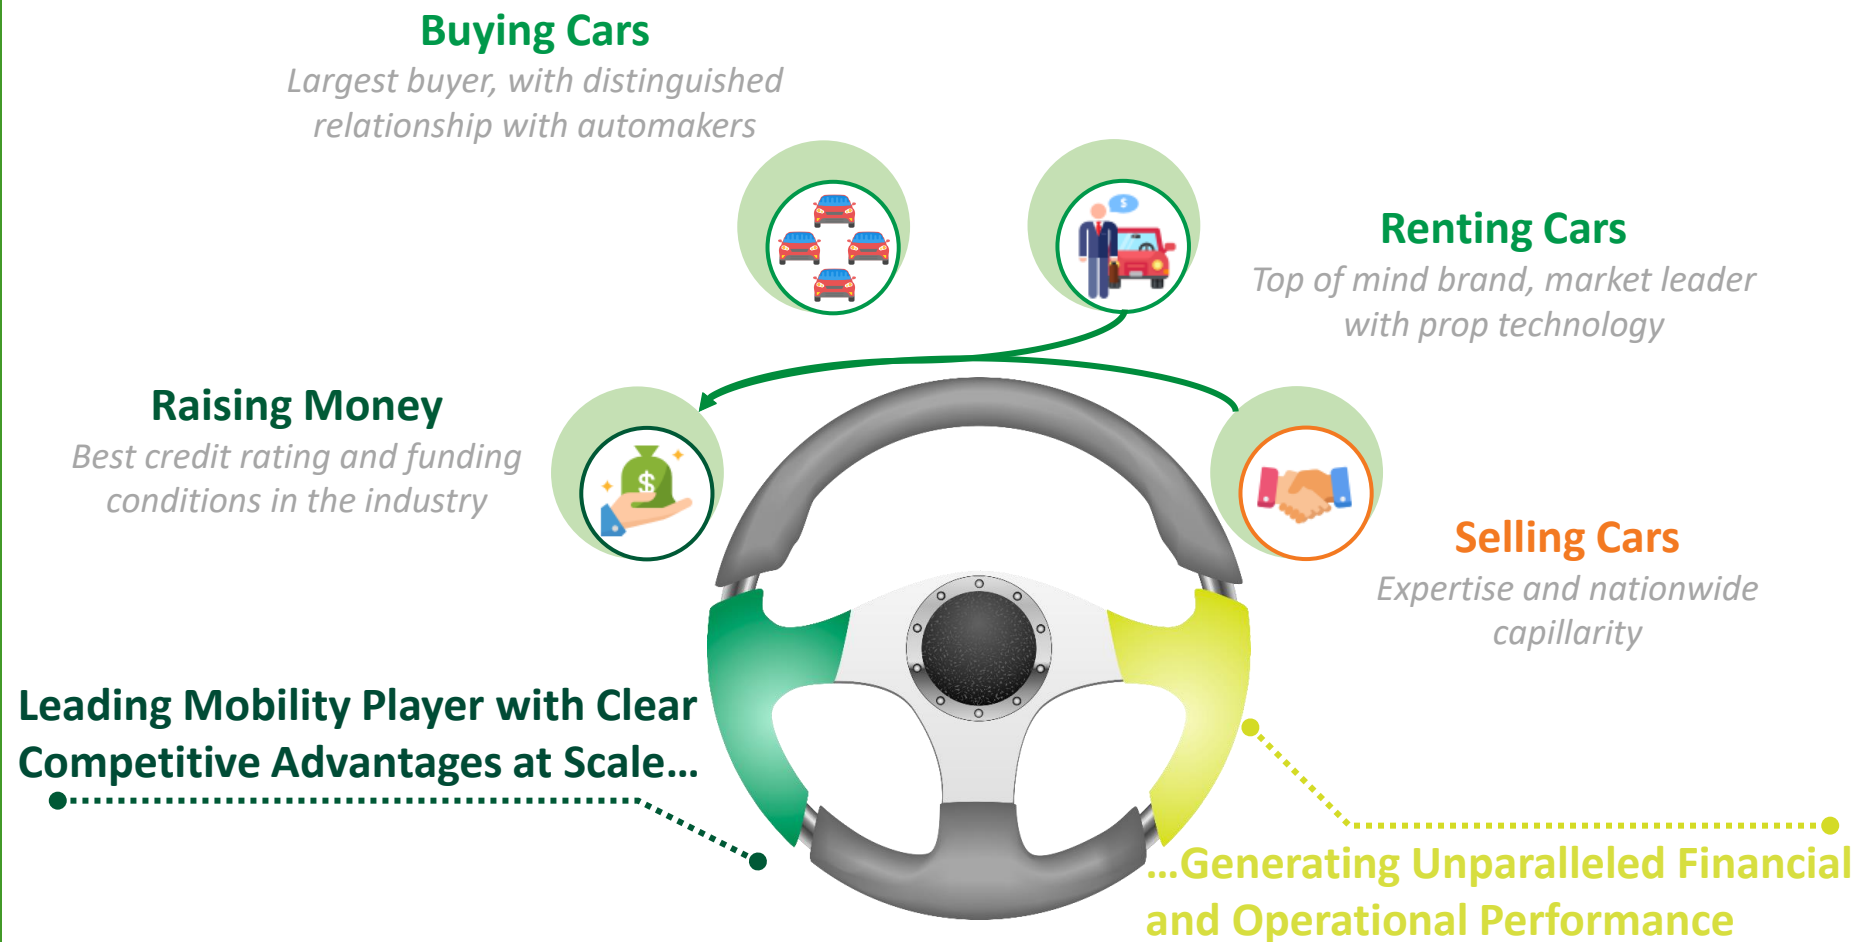 Buying Cars
Largest buyer, with distinguished
relationship with automakers
Renting Cars
Top of mind brand, market leader
with prop technology
Raising Money
Best credit rating and funding
conditions in the industry
Selling Cars
Expertise and nationwide
capillarity
Leading Mobility Player with Clear
Competitive Advantages at Scale…
…Generating Unparalleled Financial
and Operational Performance